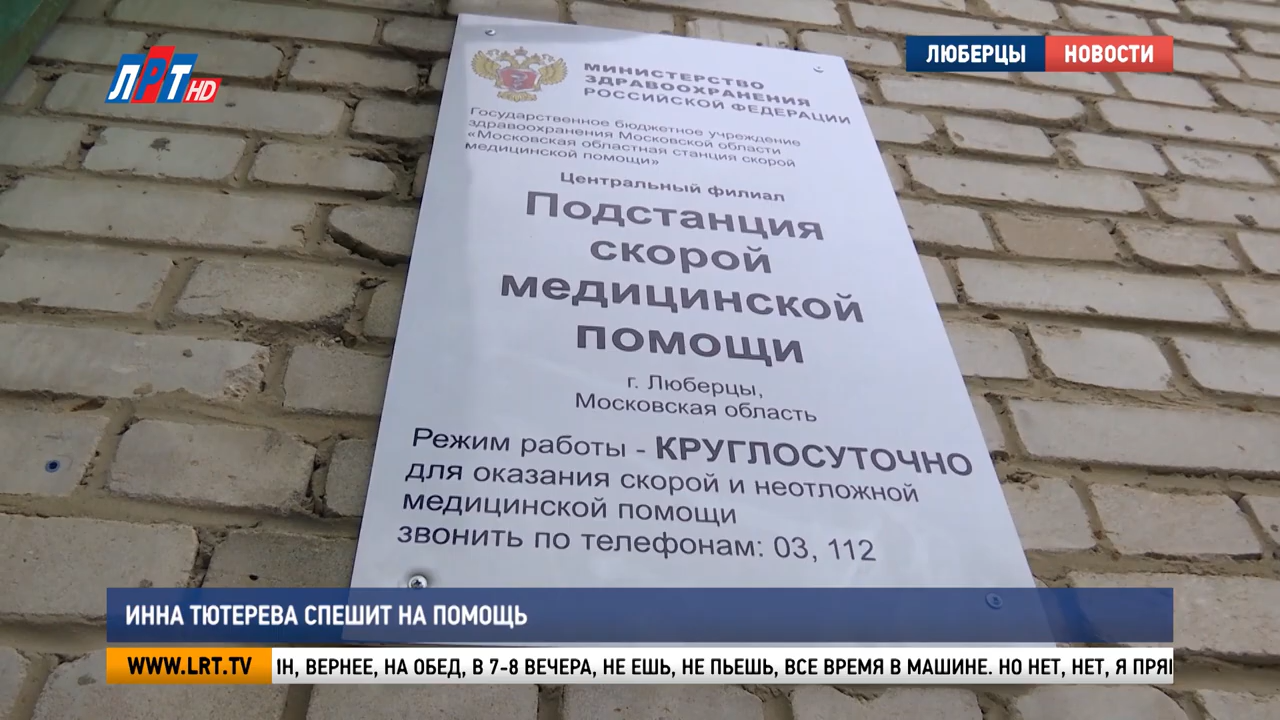 ЛРТ HD
ЛЮБЕРЦЫ НОВОСТИ
МИНИСТЕРСТВО
ЗДРАВООХРАНЕНИЯ
РОССИЙСКОЙ ФЕДЕРАЦИИ
Государственное бюджетное учреждение
здравоохранения Московской области
«Московская областная станция скорой
медицинской помощи»
Центральный филиал
Подстанция
скорой
медицинской
помощи
г. Люберцы,
Московская область
Режим работы - КРУГЛОСУТОЧНО
для оказания скорой и неотложной
медицинской помощи
звонить по телефонам: 03, 112
ИННА ТЮТЕРЕВА СПЕШИТ НА ПОМОЩЬ
WWW.LRT.TV
, ВЕРНЕЕ, НА ОБЕД, В 7-8 ВЕЧЕРА, НЕ ЕШЬ, НЕ ПЬЕШЬ, ВСЕ ВРЕМЯ В МАШИНЕ. НО НЕТ, НЕТ, Я ПРЯ